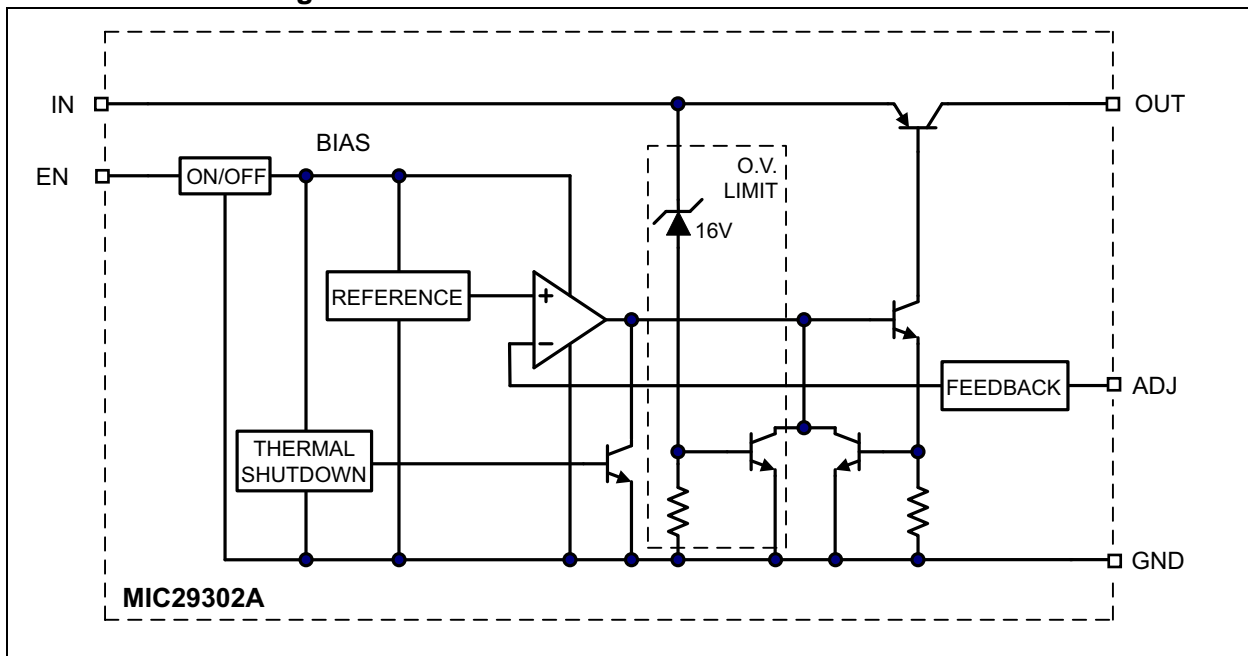 g
IN
OUT
BIAS
EN
ON/OFF
O.V.
LIMIT
16V
REFERENCE
+
−
FEEDBACK
ADJ
THERMAL
SHUTDOWN
GND
MIC29302A